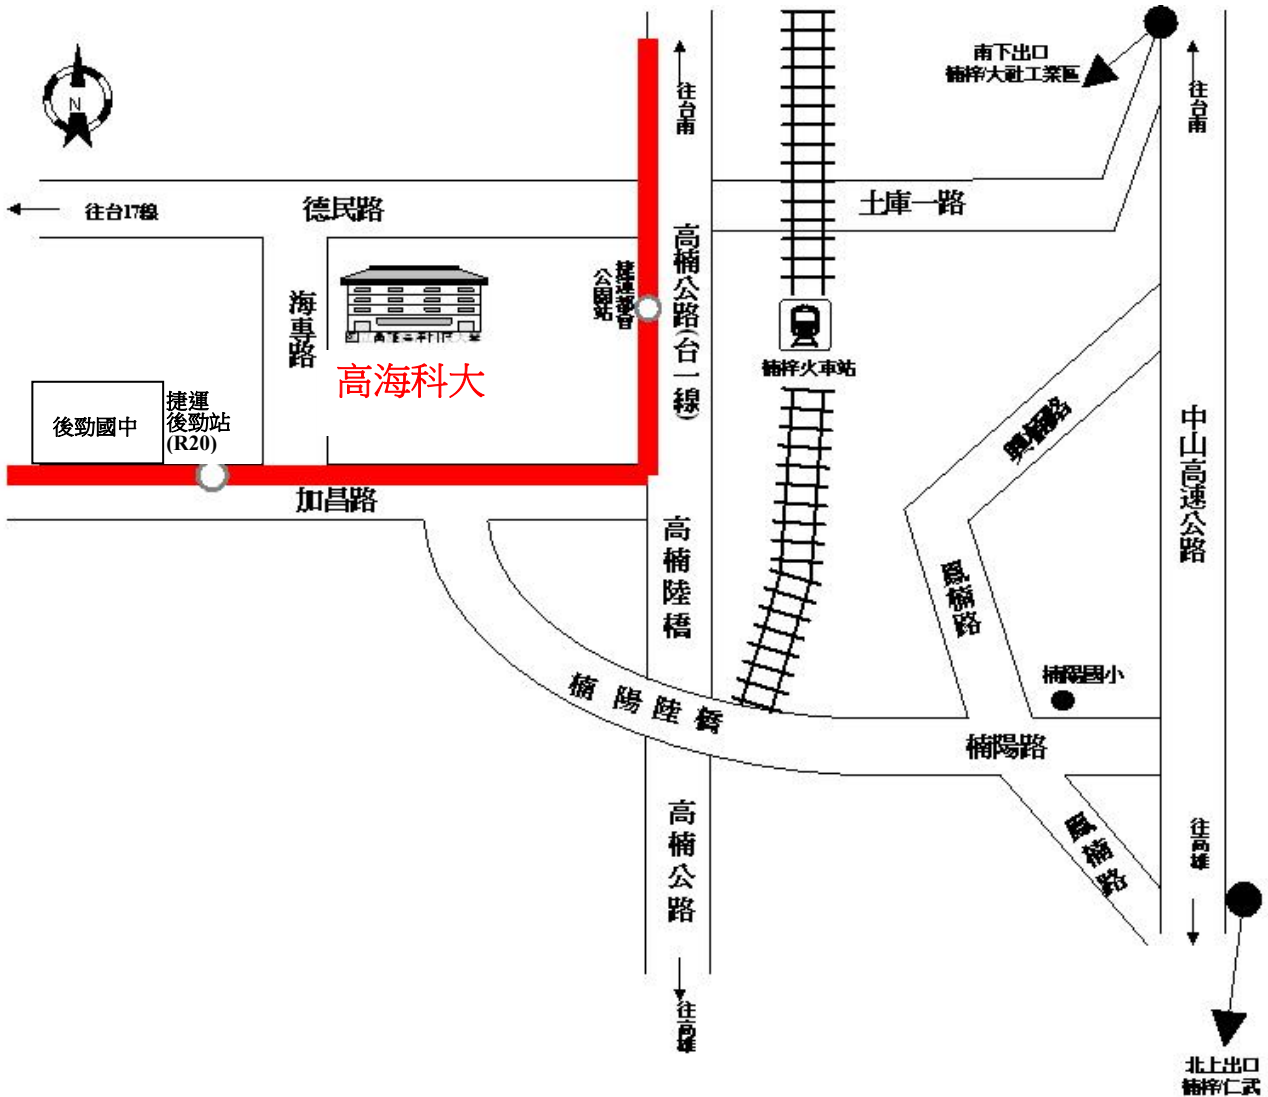 N
南下出口
楠梓/大社工業區
往台南
往台南
往台17線
德民路
土庫一路
海專路
捷運都會
公園站
高楠公路(台一線)
楠梓火車站
高海科大
後勁國中
捷運
後勁站
(R20)
加昌路
興楠路
中山高速公路
高楠陸橋
鳳楠路
楠陽國小
楠陽陸橋
楠陽路
高楠公路
鳳楠路
往高雄
往高雄
北上出口
楠梓/仁武